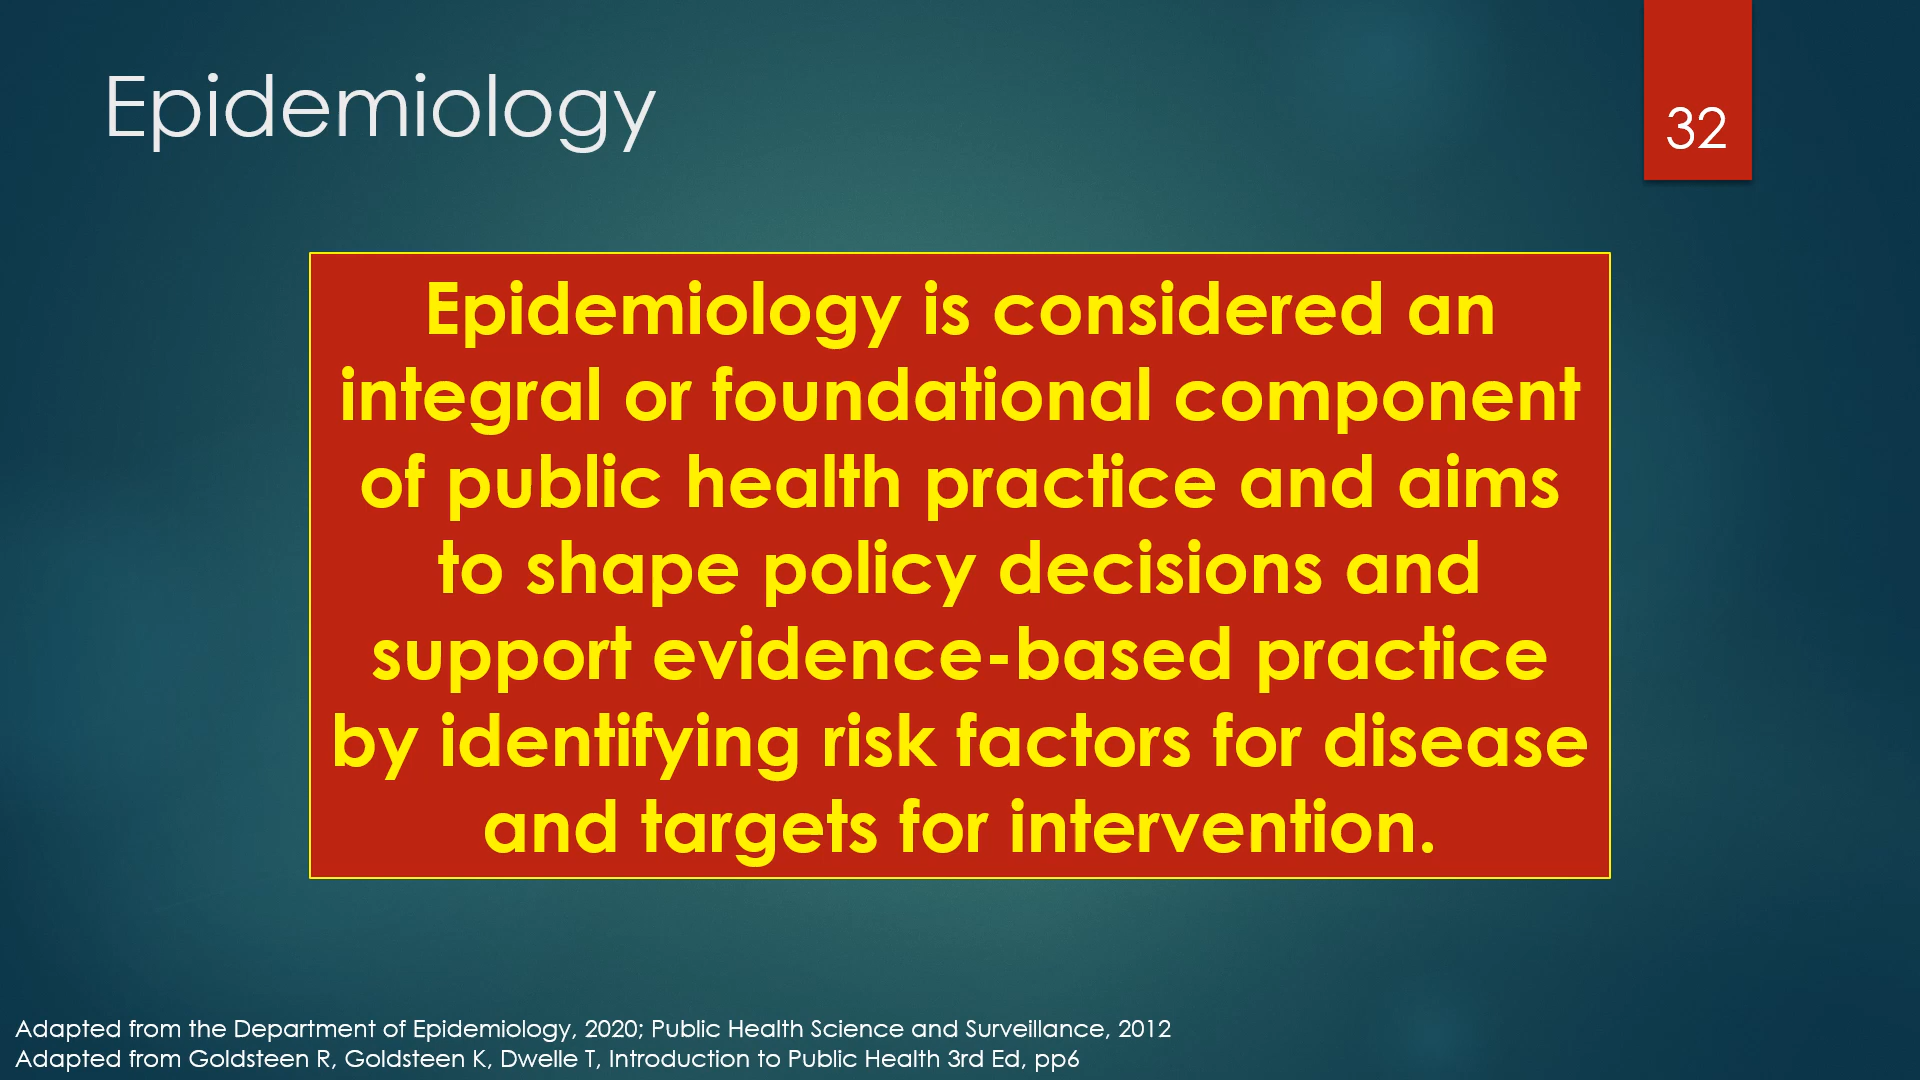 Epidemiology
32
Epidemiology is considered an
integral or foundational component
of public health practice and aims
to shape policy decisions and
support evidence-based practice
by identifying risk factors for disease
and targets for intervention.
Adapted from the Department of Epidemiology, 2020; Public Health Science and Surveillance, 2012
Adapted from Goldsteen R, Goldsteen K, Dwelle T, Introduction to Public Health 3rd Ed, pp6